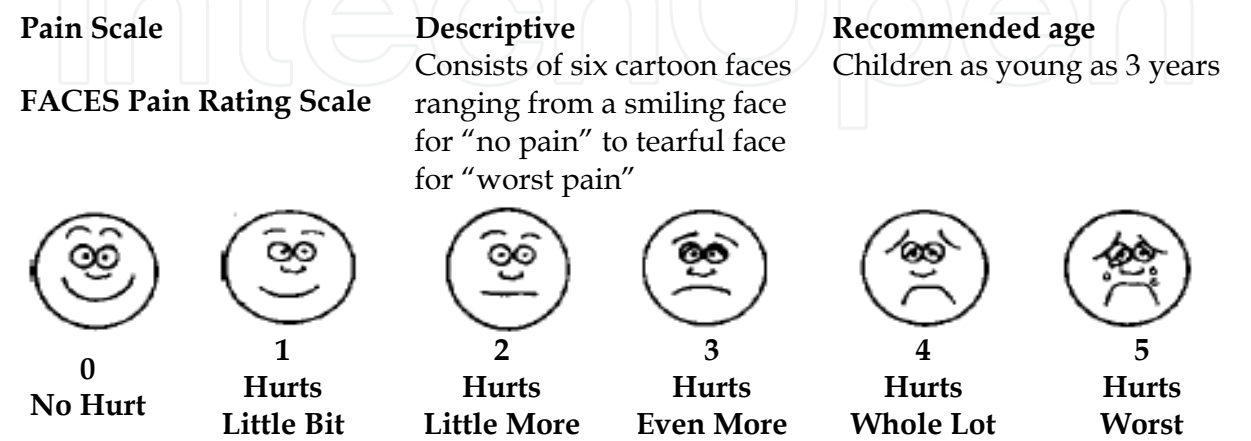 Pain Scale
FACES Pain Rating Scale
Descriptive
Consists of six cartoon faces
ranging from a smiling face
for “no pain” to tearful face
for “worst pain”
Recommended age
Children as young as 3 years
0
No Hurt
1
Hurts
Little Bit
2
Hurts
Little More
3
Hurts
Even More
4
Hurts
Whole Lot
5
Hurts
Worst
IntechOpen